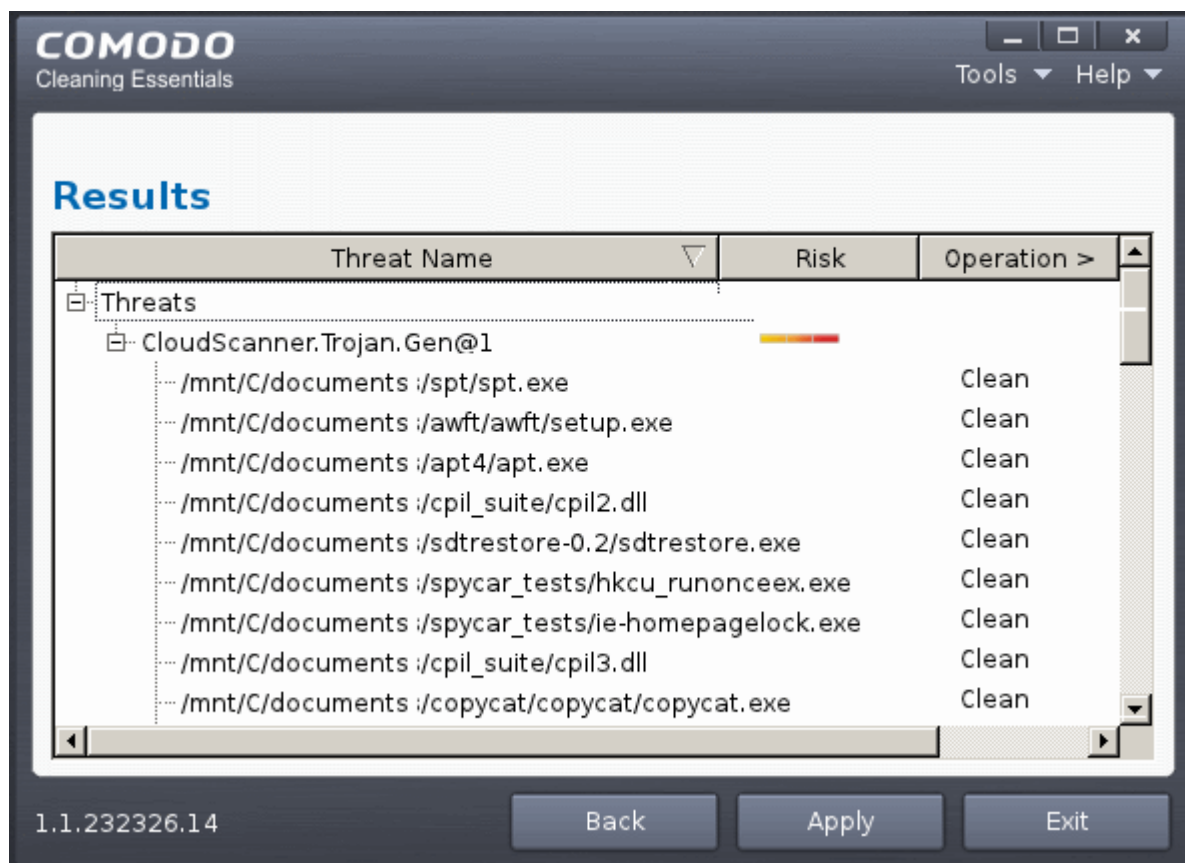 COMODO
Cleaning Essentials
Tools Help
Results
Threat Name Risk Operation >
Threats
CloudScanner.Trojan.Gen@1
/mnt/C/documents :/spt/spt.exe Clean
/mnt/C/documents :/awft/awft/setup.exe Clean
/mnt/C/documents :/apt4/apt.exe Clean
/mnt/C/documents :/cpil_suite/cpil2.dll Clean
/mnt/C/documents :/sdtrestore-0.2/sdtrestore.exe Clean
/mnt/C/documents :/spycar_tests/hkcu_runonceex.exe Clean
/mnt/C/documents :/spycar_tests/ie-homepagelock.exe Clean
/mnt/C/documents :/cpil_suite/cpil3.dll Clean
/mnt/C/documents :/copycat/copycat/copycat.exe Clean
1.1.232326.14 Back Apply Exit